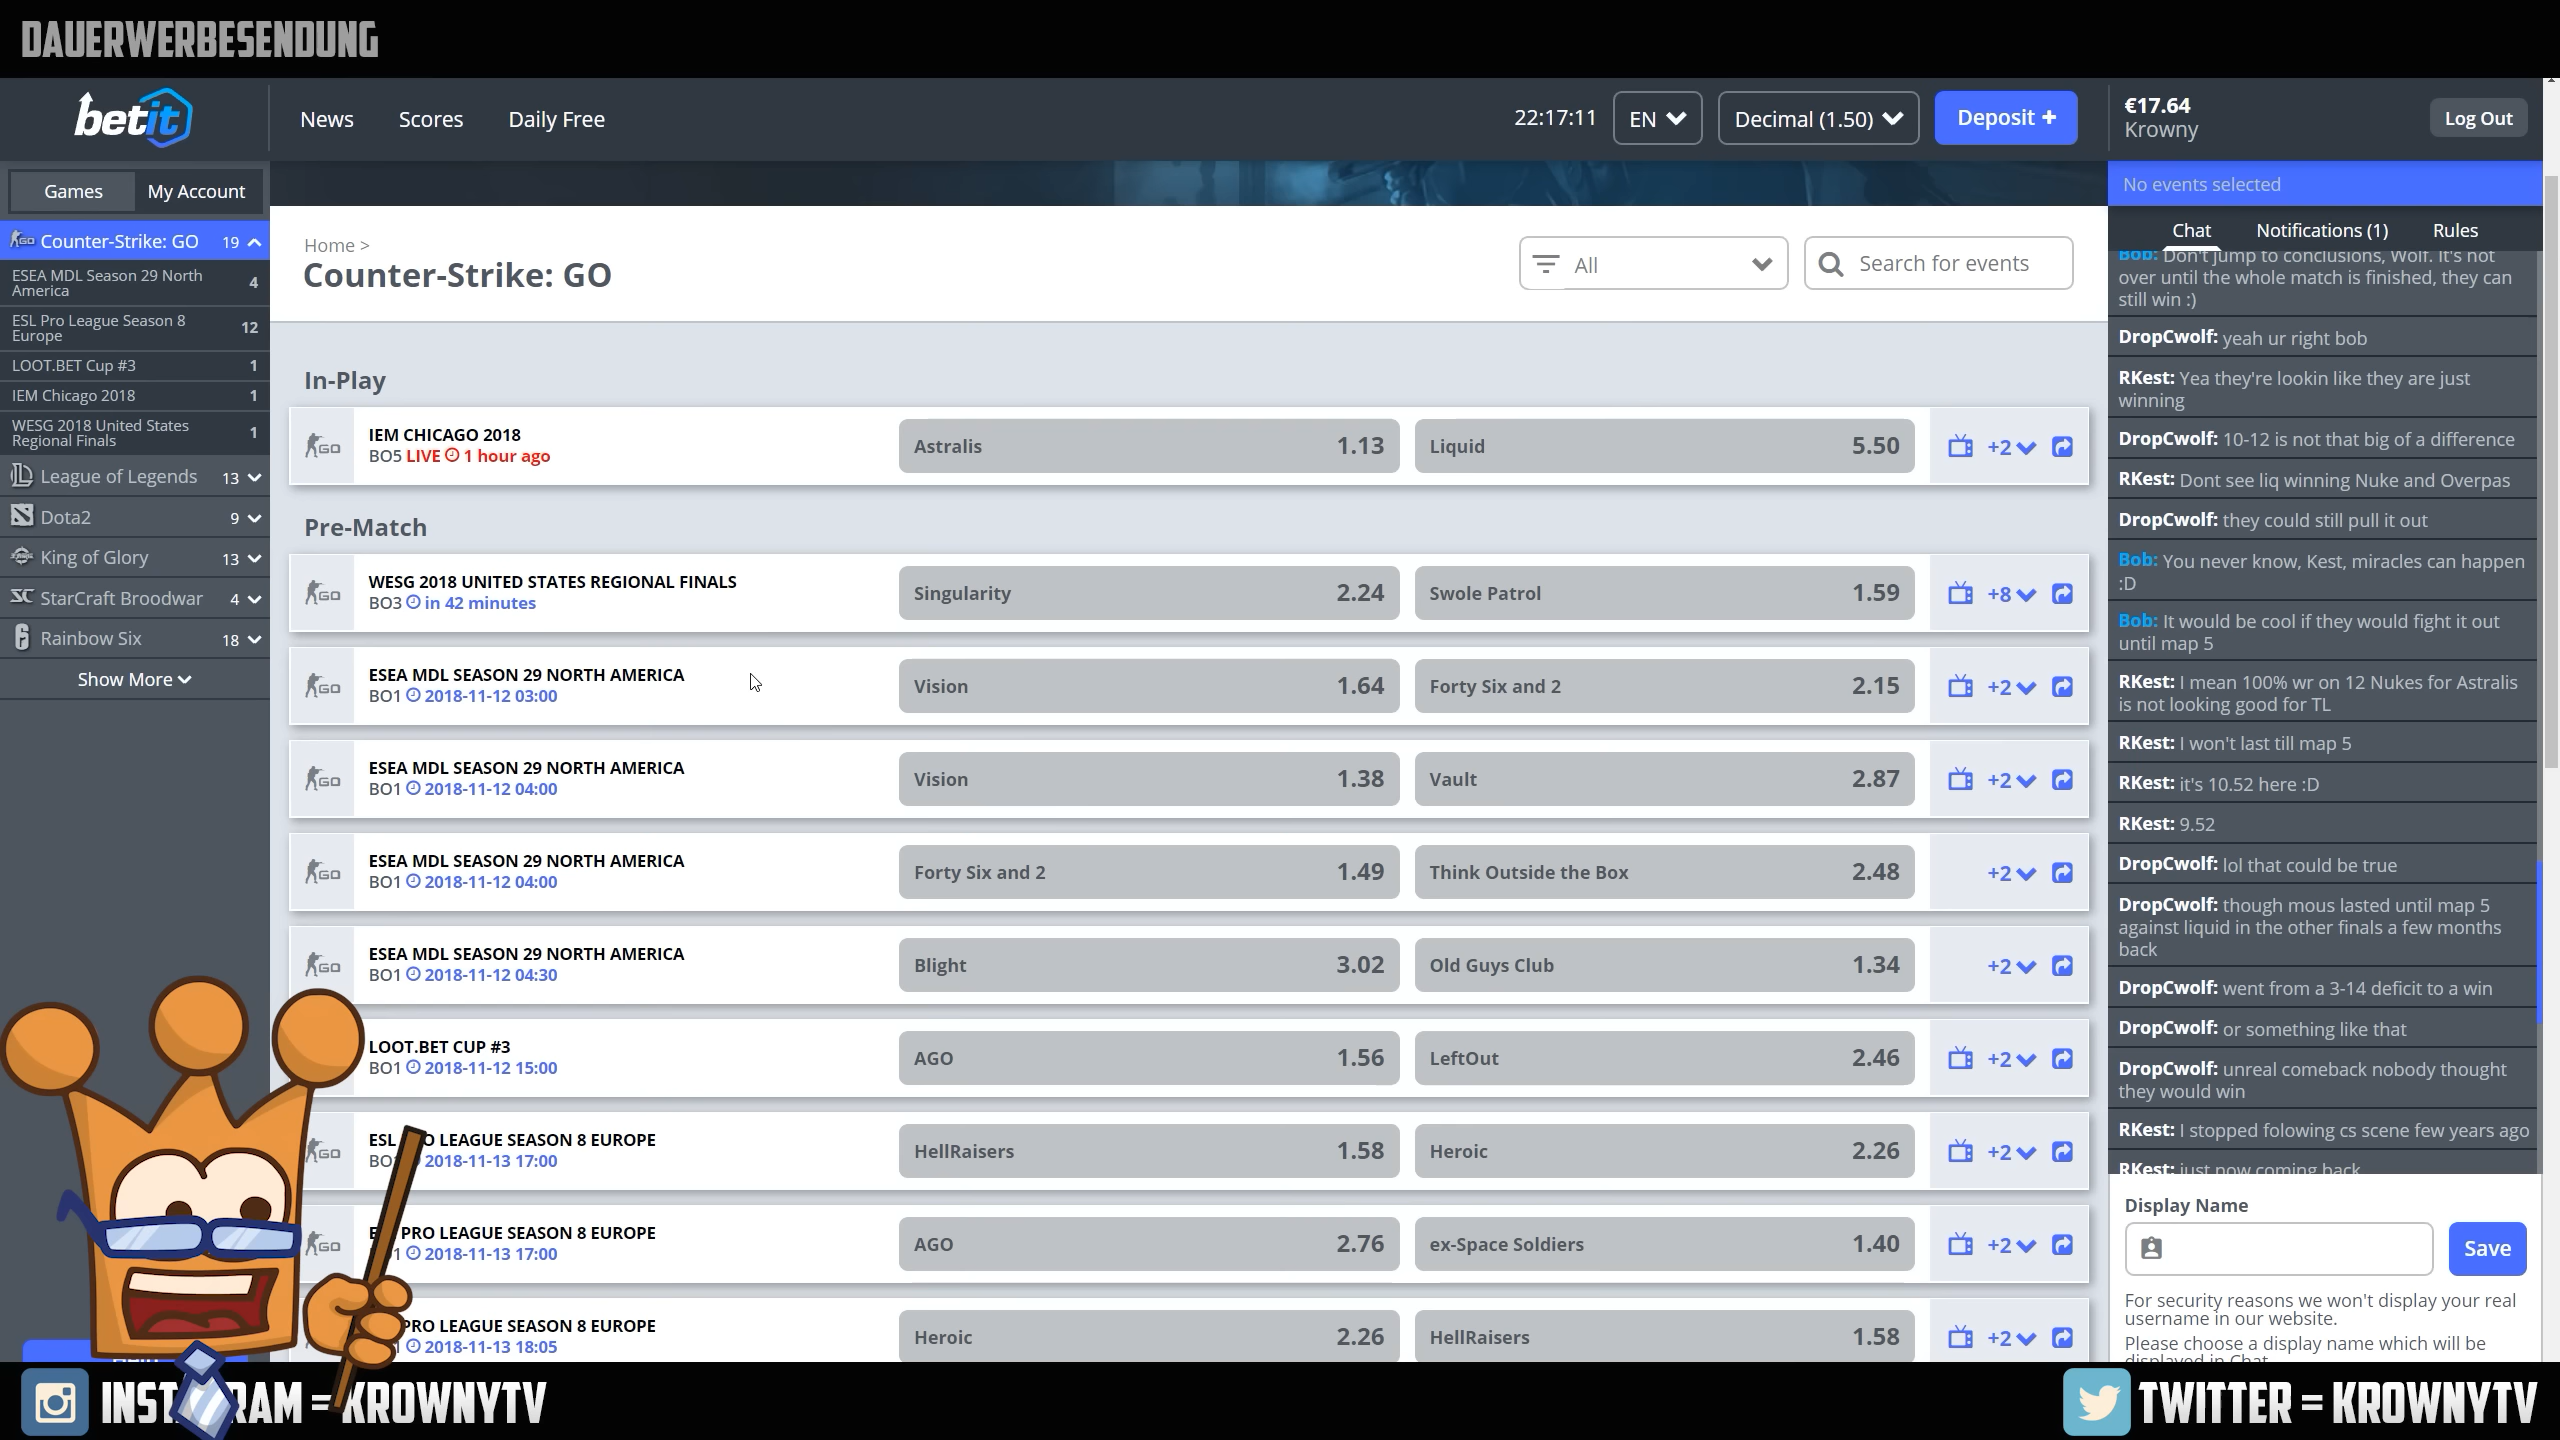 DAUERWERBESENDUNG
betit
News
Scores
Daily Free
22:17:11
EN
Decimal (1.50)
Deposit +
€17.64
Krowny
Log Out
Games
My Account
Counter-Strike: GO 19
ESEA MDL Season 29 North
America 4
ESL Pro League Season 8
Europe 12
LOOT.BET Cup #3 1
IEM Chicago 2018 1
WESG 2018 United States
Regional Finals 1
League of Legends 13
Dota2 9
King of Glory 13
StarCraft Broodwar 4
Rainbow Six 18
Show More
Home >
Counter-Strike: GO
All
Search for events
In-Play
IEM CHICAGO 2018
BO5 LIVE 1 hour ago
Astralis 1.13
Liquid 5.50
+2
Pre-Match
WESG 2018 UNITED STATES REGIONAL FINALS
BO3 in 42 minutes
Singularity 2.24
Swole Patrol 1.59
+8
ESEA MDL SEASON 29 NORTH AMERICA
BO1 2018-11-12 03:00
Vision 1.64
Forty Six and 2 2.15
+2
ESEA MDL SEASON 29 NORTH AMERICA
BO1 2018-11-12 04:00
Vision 1.38
Vault 2.87
+2
ESEA MDL SEASON 29 NORTH AMERICA
BO1 2018-11-12 04:00
Forty Six and 2 1.49
Think Outside the Box 2.48
+2
ESEA MDL SEASON 29 NORTH AMERICA
BO1 2018-11-12 04:30
Blight 3.02
Old Guys Club 1.34
+2
LOOT.BET CUP #3
BO1 2018-11-12 15:00
AGO 1.56
LeftOut 2.46
+2
ESL LEAGUE SEASON 8 EUROPE
2018-11-13 17:00
HellRaisers 1.58
Heroic 2.26
+2
PRO LEAGUE SEASON 8 EUROPE
2018-11-13 17:00
AGO 2.76
ex-Space Soldiers 1.40
+2
PRO LEAGUE SEASON 8 EUROPE
2018-11-13 18:05
Heroic 2.26
HellRaisers 1.58
+2
No events selected
Chat
Notifications (1)
Rules
Bob: Don't jump to conclusions, Wolf. It's not
over until the whole match is finished, they can
still win :)
DropCwolf: yeah ur right bob
RKest: Yea they're lookin like they are just
winning
DropCwolf: 10-12 is not that big of a difference
RKest: Dont see liq winning Nuke and Overpas
DropCwolf: they could still pull it out
Bob: You never know, Kest, miracles can happen
:D
Bob: It would be cool if they would fight it out
until map 5
RKest: I mean 100% wr on 12 Nukes for Astralis
is not looking good for TL
RKest: I won't last till map 5
RKest: it's 10.52 here :D
RKest: 9.52
DropCwolf: lol that could be true
DropCwolf: though mous lasted until map 5
against liquid in the other finals a few months
back
DropCwolf: went from a 3-14 deficit to a win
DropCwolf: or something like that
DropCwolf: unreal comeback nobody thought
they would win
RKest: I stopped folowing cs scene few years ago
RKest: just now coming back
Display Name
Save
For security reasons we won't display your real
username in our website.
Please choose a display name which will be
displayed in Chat
INSTAGRAM = KROWNYTV
TWITTER = KROWNYTV